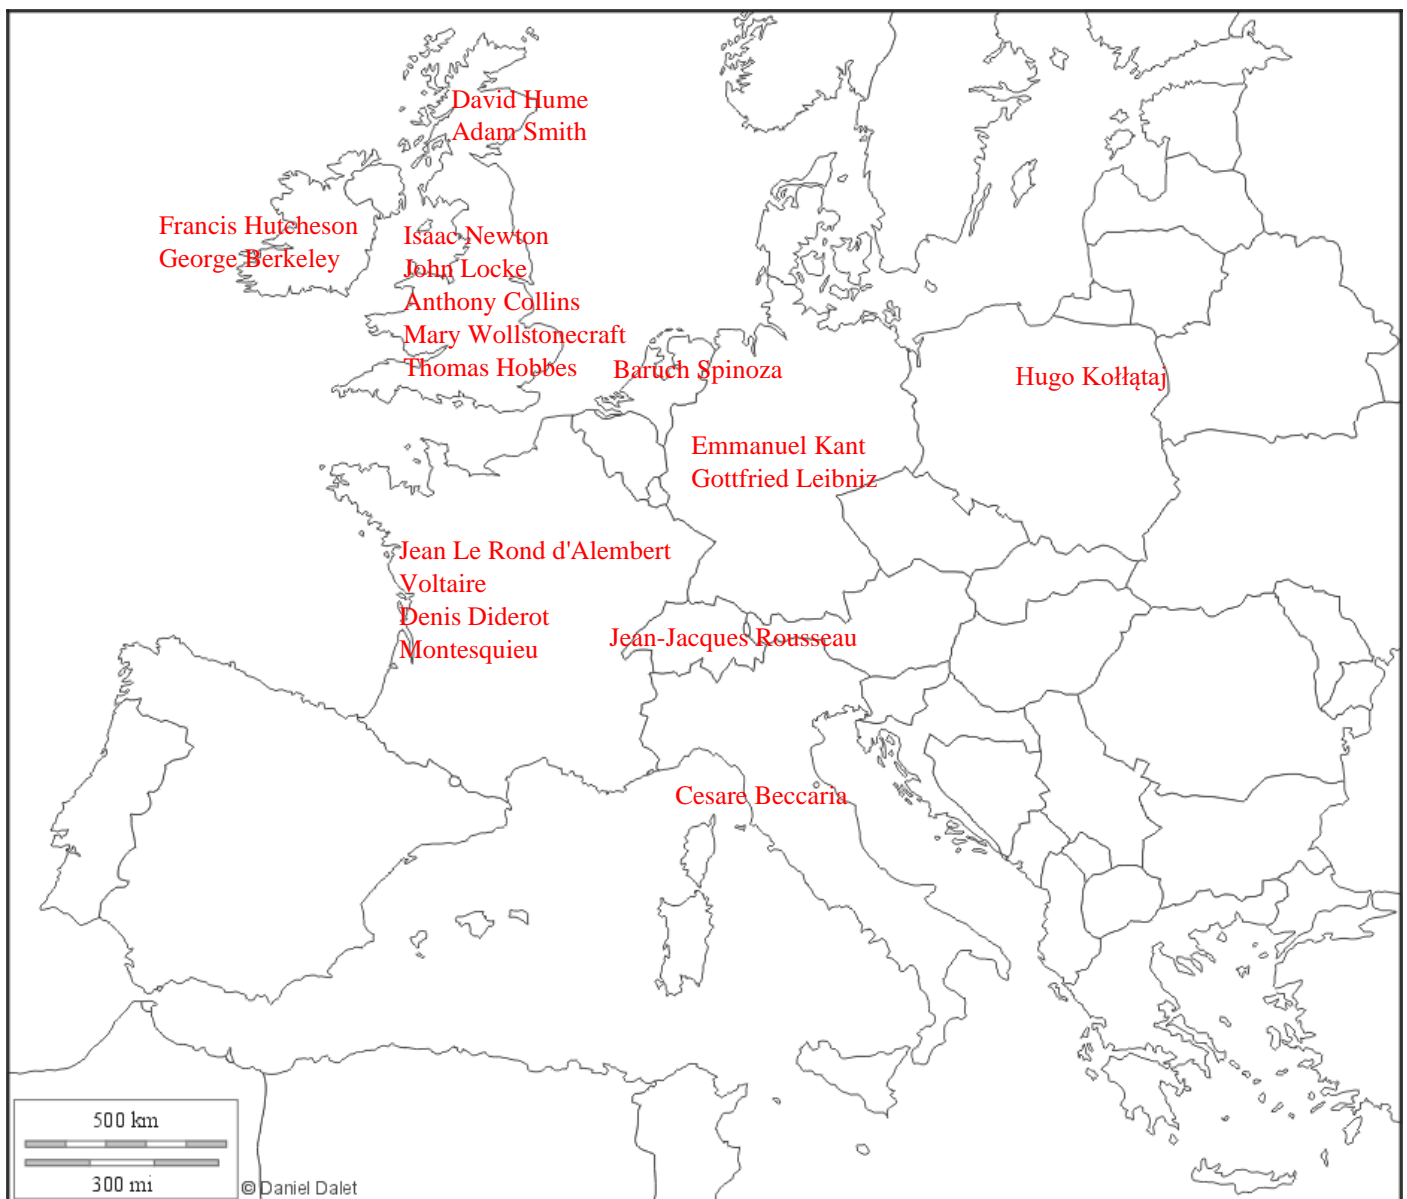 David Hume
Adam Smith
Francis Hutcheson
George Berkeley
Isaac Newton
John Locke
Anthony Collins
Mary Wollstonecraft
Thomas Hobbes
Baruch Spinoza
Hugo Kołłątaj
Emmanuel Kant
Gottfried Leibniz
Jean Le Rond d'Alembert
Voltaire
Denis Diderot
Montesquieu
Jean-Jacques Rousseau
Cesare Beccaria
500 km
300 mi
© Daniel Dalet